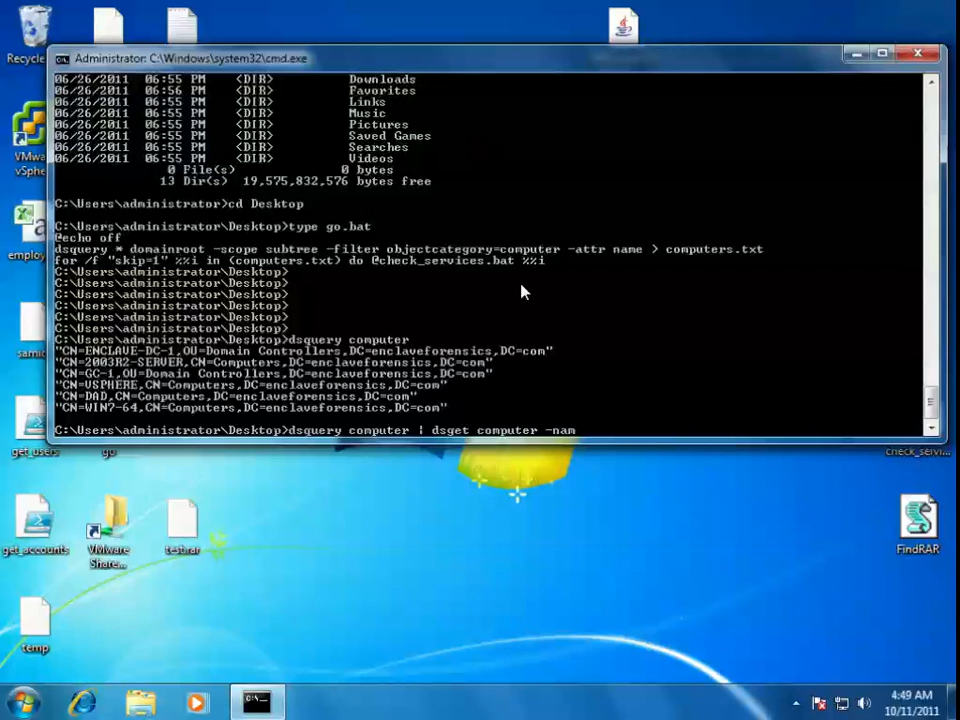 Recycle
Administrator: C:\Windows\system32\cmd.exe
06/26/2011 06:55 PM <DIR> Downloads
06/26/2011 06:56 PM <DIR> Favorites
06/26/2011 06:55 PM <DIR> Links
06/26/2011 06:55 PM <DIR> Music
06/26/2011 06:55 PM <DIR> Pictures
06/26/2011 06:55 PM <DIR> Saved Games
06/26/2011 06:55 PM <DIR> Searches
06/26/2011 06:55 PM <DIR> Videos
0 File(s) 0 bytes
13 Dir(s) 19,575,832,576 bytes free
C:\Users\administrator>cd Desktop
C:\Users\administrator\Desktop>type go.bat
@echo off
dsquery * domainroot -scope subtree -filter objectcategory=computer -attr name > computers.txt
for /f "skip=1" %%i in (computers.txt) do @check_services.bat %%i
C:\Users\administrator\Desktop>
C:\Users\administrator\Desktop>
C:\Users\administrator\Desktop>
C:\Users\administrator\Desktop>
C:\Users\administrator\Desktop>
C:\Users\administrator\Desktop>
C:\Users\administrator\Desktop>dsquery computer
"CN=ENCLAVE-DC-1,OU=Domain Controllers,DC=enclaveforensics,DC=com"
"CN=2003R2-SERVER,CN=Computers,DC=enclaveforensics,DC=com"
"CN=GC-1,OU=Domain Controllers,DC=enclaveforensics,DC=com"
"CN=VSPHERE,CN=Computers,DC=enclaveforensics,DC=com"
"CN=DAD,CN=Computers,DC=enclaveforensics,DC=com"
"CN=WIN7-64,CN=Computers,DC=enclaveforensics,DC=com"
C:\Users\administrator\Desktop>dsquery computer | dsget computer -nam
VMwa
vSphe
employ
samic
get_users
go
check_servi...
get_accounts
VMware
Share...
testrar
FindRAR
temp
4:49 AM
10/11/2011